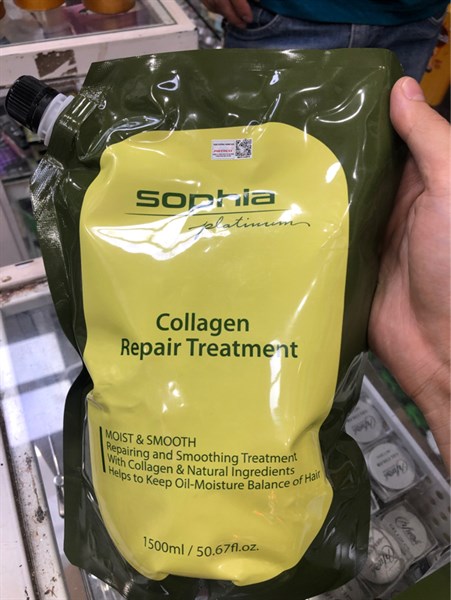 sophia
platinum
Collagen
Repair Treatment
MOIST & SMOOTH
Repairing and Smoothing Treatment
With Collagen & Natural Ingredients
Helps to Keep Oil-Moisture Balance of Hair
1500ml / 50.67fl.oz.